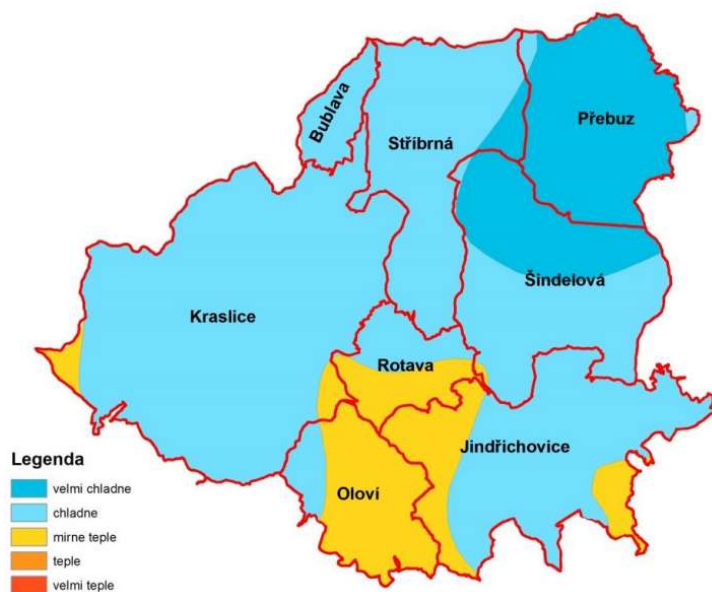 Bublava
Stříbrná
Přebuz
Šindelová
Kraslice
Rotava
Jindřichovice
Oloví
Legenda
velmi chladne
chladne
mirne teple
teple
velmi teple